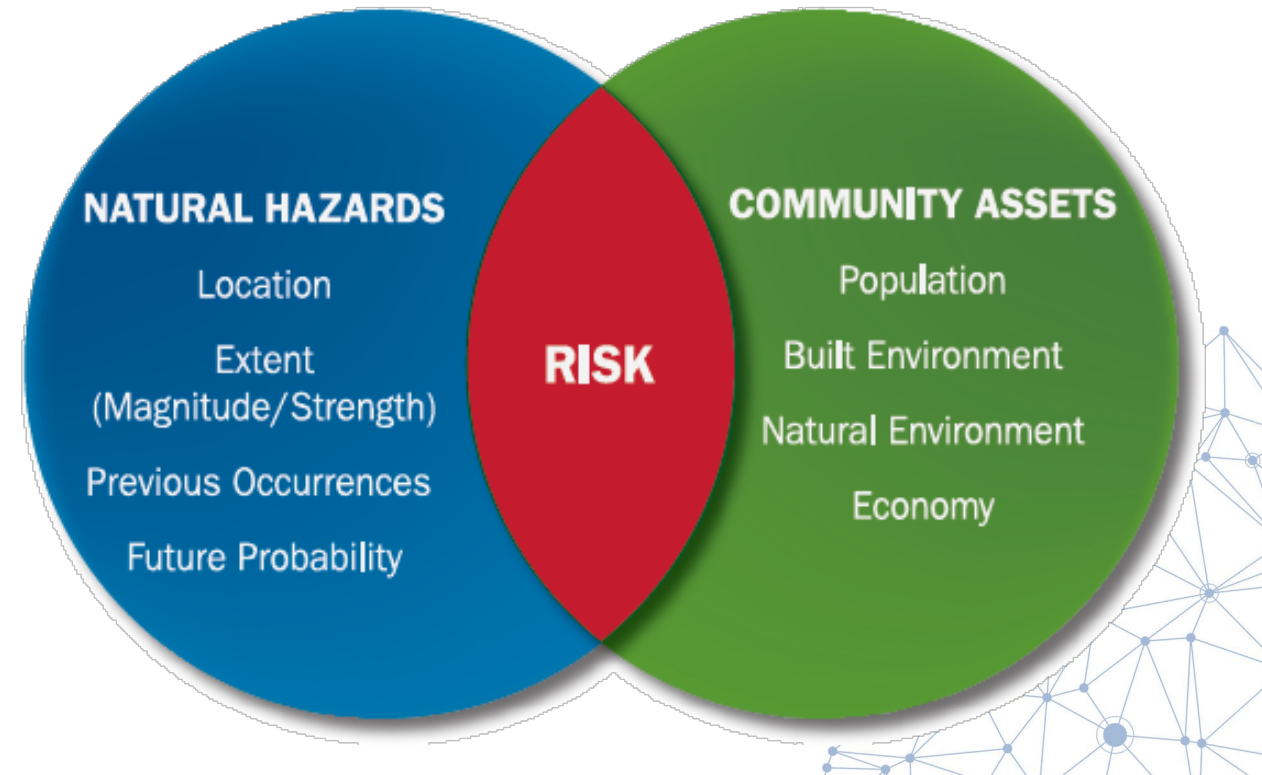 NATURAL HAZARDS
Location
Extent
(Magnitude/Strength)
Previous Occurrences
Future Probability
RISK
COMMUNITY ASSETS
Population
Built Environment
Natural Environment
Economy